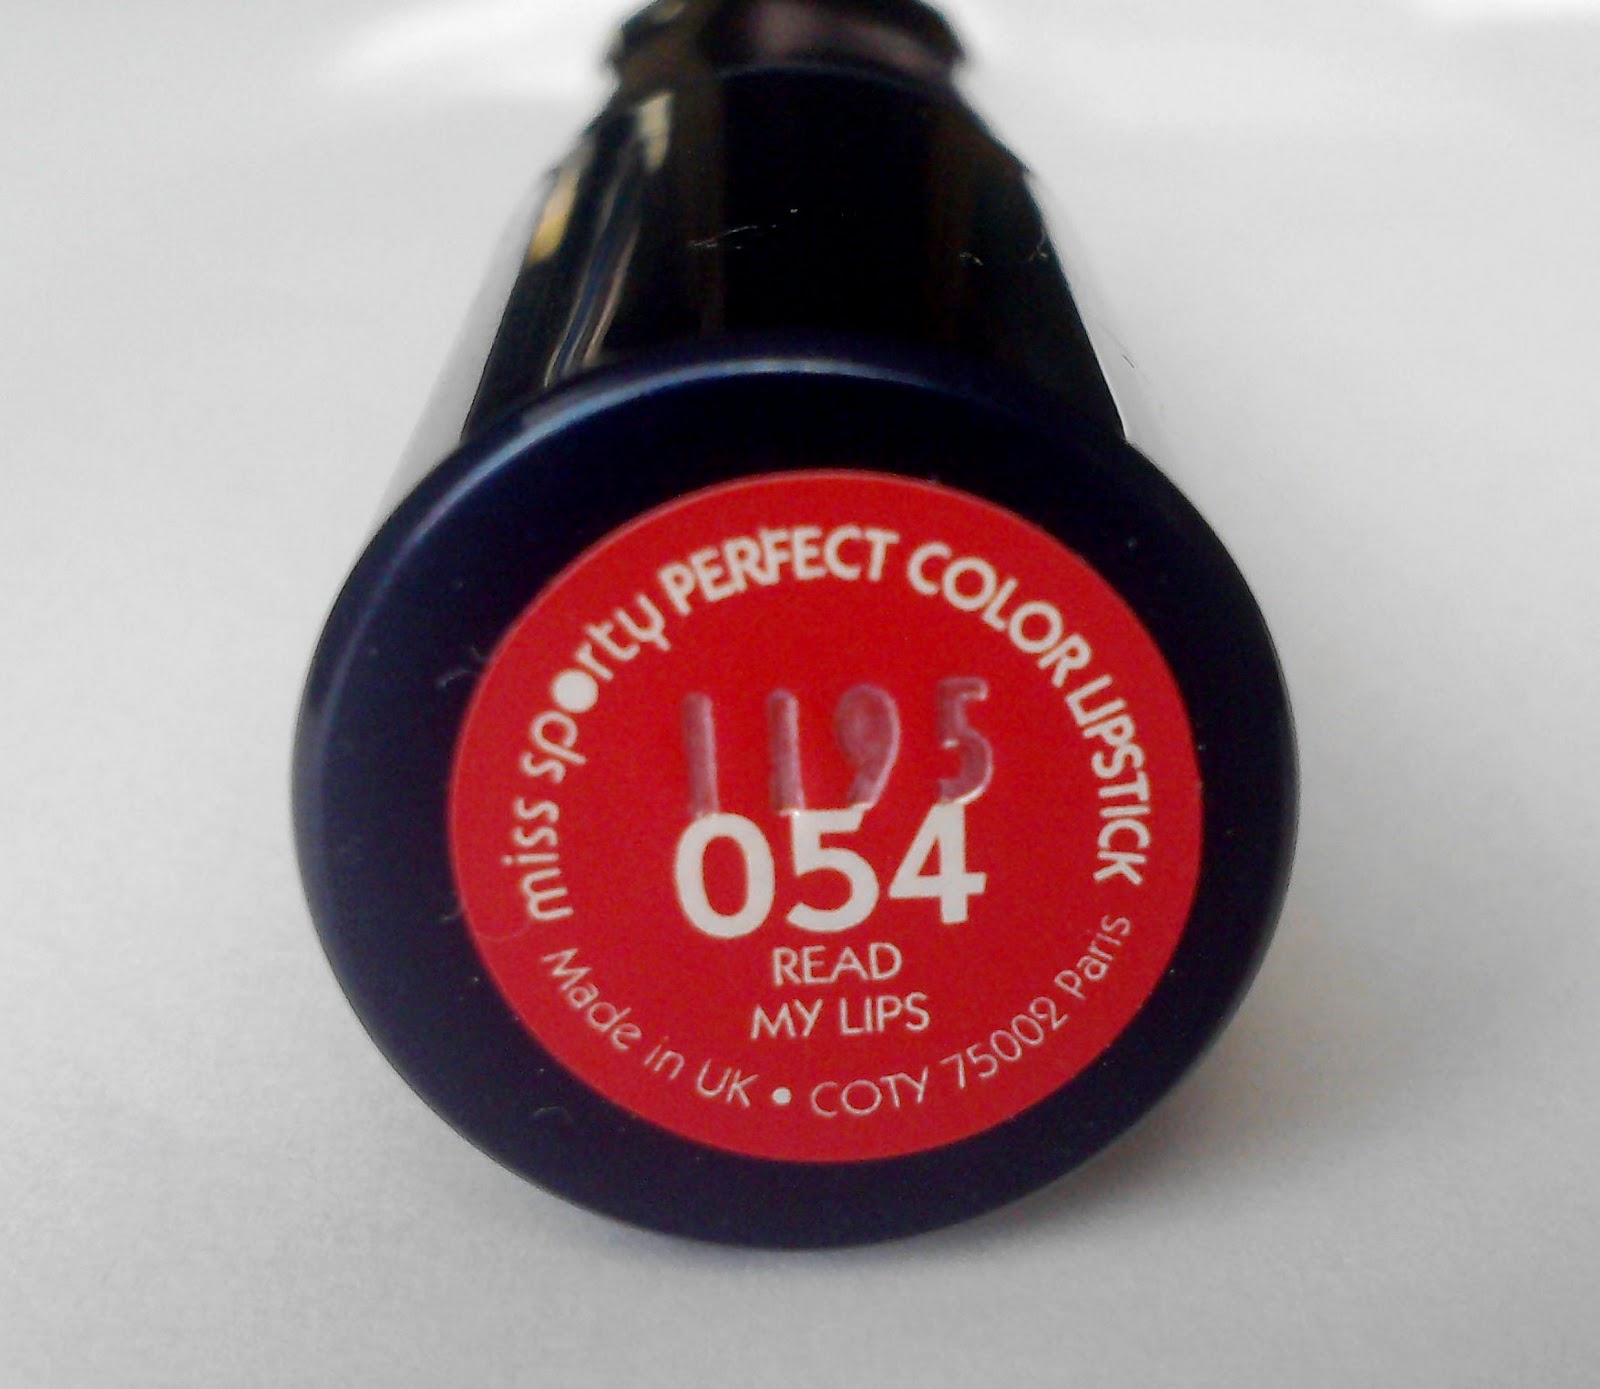 miss sporty PERFECT COLOR LIPSTICK
1195
054
READ
MY LIPS
Made in UK • COTY 75002 Paris